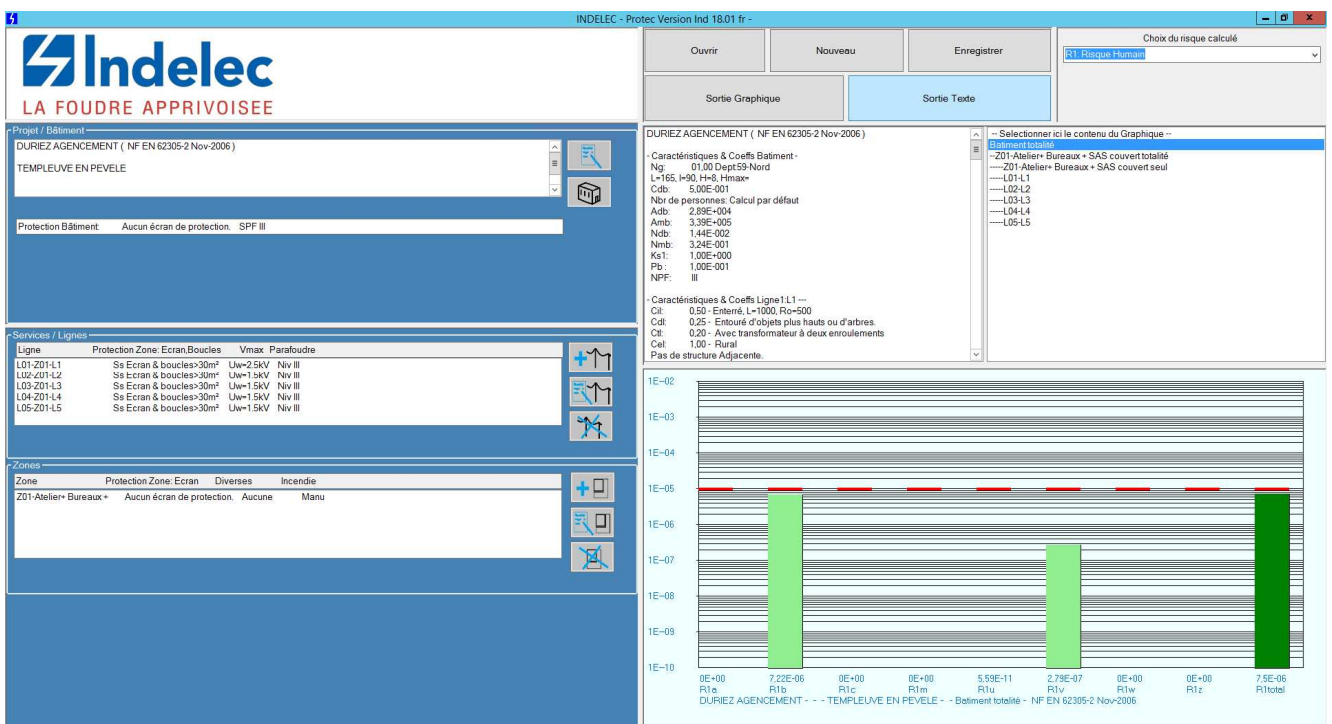 INDELEC - Protec Version Ind 18.01 fr -
Indelec
LA FOUDRE APPRIVOISEE
Ouvrir
Nouveau
Enregistrer
Choix du risque calculé
R1: Risque Humain
Sortie Graphique
Sortie Texte
Projet / Bâtiment
DURIEZ AGENCEMENT ( NF EN 62305-2 Nov-2006 )
TEMPLEUVE EN PEVELE
Protection Bâtiment: Aucun écran de protection. SPF III
Services / Lignes
Ligne Protection Zone: Ecran,Boucles Vmax Parafoudre
L01-Z01-L1 Ss Ecran & boucles>30m² Uw=2.5kV Niv III
L02-Z01-L2 Ss Ecran & boucles>30m² Uw=1.5kV Niv III
L03-Z01-L3 Ss Ecran & boucles>30m² Uw=1.5kV Niv III
L04-Z01-L4 Ss Ecran & boucles>30m² Uw=1.5kV Niv III
L05-Z01-L5 Ss Ecran & boucles>30m² Uw=1.5kV Niv III
Zones
Zone Protection Zone: Ecran Diverses Incendie
Z01-Atelier+ Bureaux + Aucun écran de protection. Aucune Manu
DURIEZ AGENCEMENT ( NF EN 62305-2 Nov-2006 )
- Caractéristiques & Coeffs Batiment -
Ng: 01,00 Dept:59-Nord
L=165, l=90, H=8, Hmax=
Cdb: 5,00E-001
Nbr de personnes: Calcul par défaut
Adb: 2,89E+004
Amb: 3,39E+005
Ndb: 1,44E-002
Nmb: 3,24E-001
Ks1: 1,00E+000
Pb : 1,00E-001
NPF: III
- Caractéristiques & Coeffs Ligne1:L1 ---
Cil: 0,50 - Enterré, L=1000, Ro=500
Cdl: 0,25 - Entouré d'objets plus hauts ou d'arbres.
Ctl: 0,20 - Avec transformateur à deux enroulements
Cel: 1,00 - Rural
Pas de structure Adjacente.
-- Selectionner ici le contenu du Graphique --
Batiment totalité
--Z01-Atelier+ Bureaux + SAS couvert totalité
-----Z01-Atelier+ Bureaux + SAS couvert seul
-----L01-L1
-----L02-L2
-----L03-L3
-----L04-L4
-----L05-L5
1E-02
1E-03
1E-04
1E-05
1E-06
1E-07
1E-08
1E-09
1E-10
0E+00 7,22E-06 0E+00 0E+00 5,59E-11 2,79E-07 0E+00 0E+00 7,5E-06
R1a R1b R1c R1m R1u R1v R1w R1z R1total
DURIEZ AGENCEMENT - - - TEMPLEUVE EN PEVELE - - Batiment totalité - NF EN 62305-2 Nov-2006